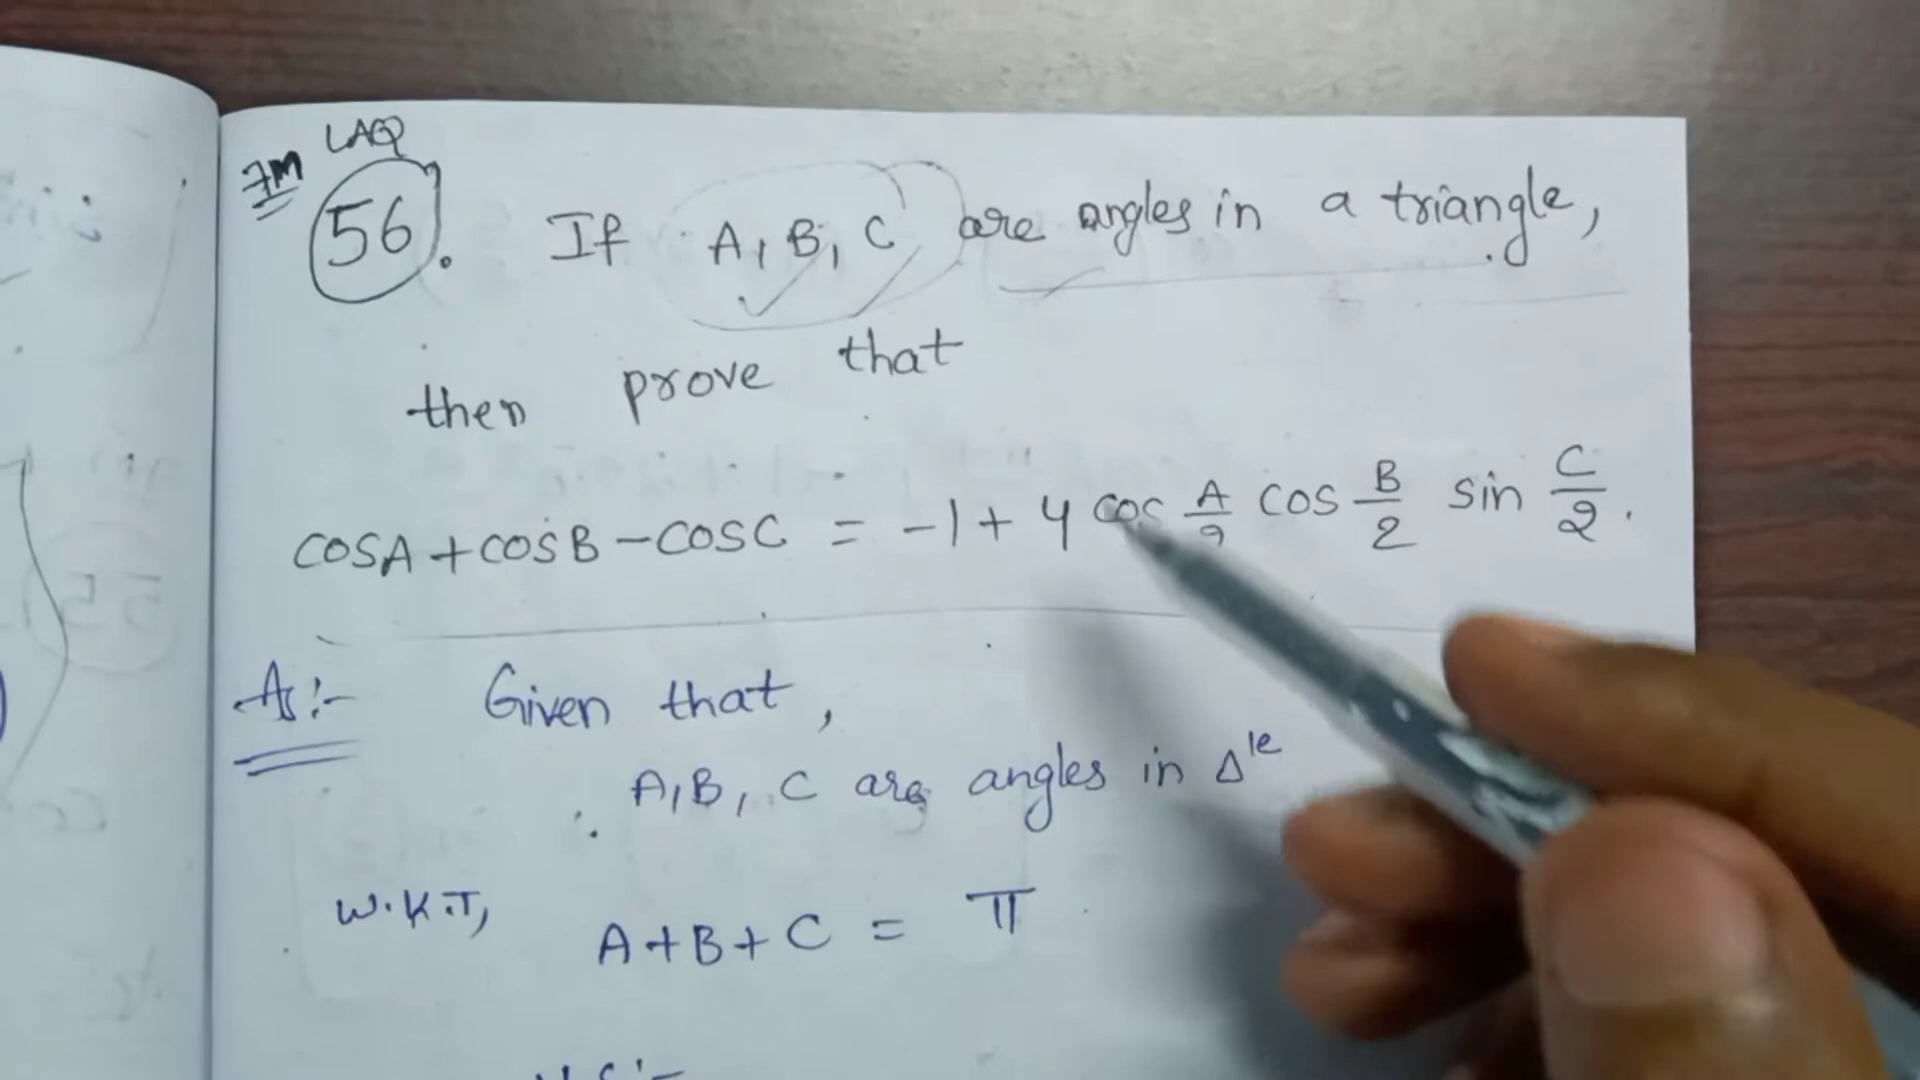 7M LAQ
56. If A, B, C are angles in a triangle,
then prove that
cosA + cosB - cosC = -1 + 4 cos A/2 cos B/2 sin C/2.
As:- Given that,
A, B, C are angles in Δle
W.K.T, A+B+C = π